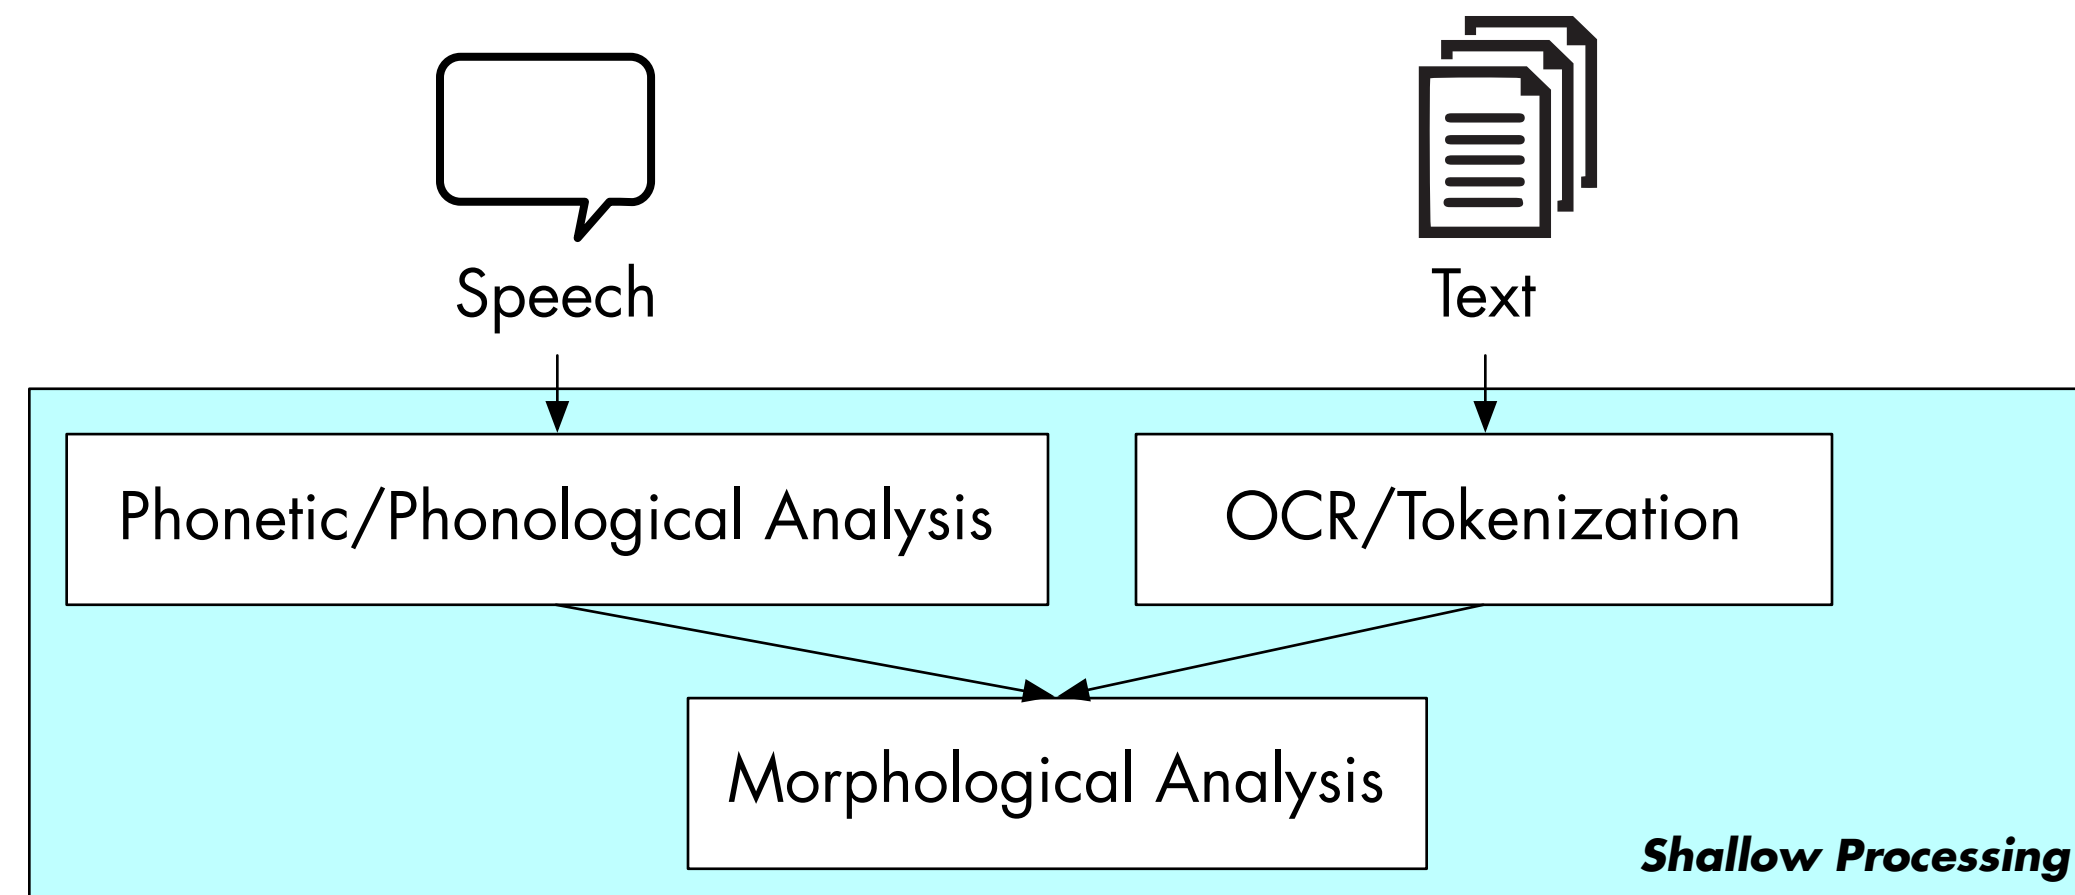 Speech
Text
Phonetic/Phonological Analysis
OCR/Tokenization
Morphological Analysis
Shallow Processing